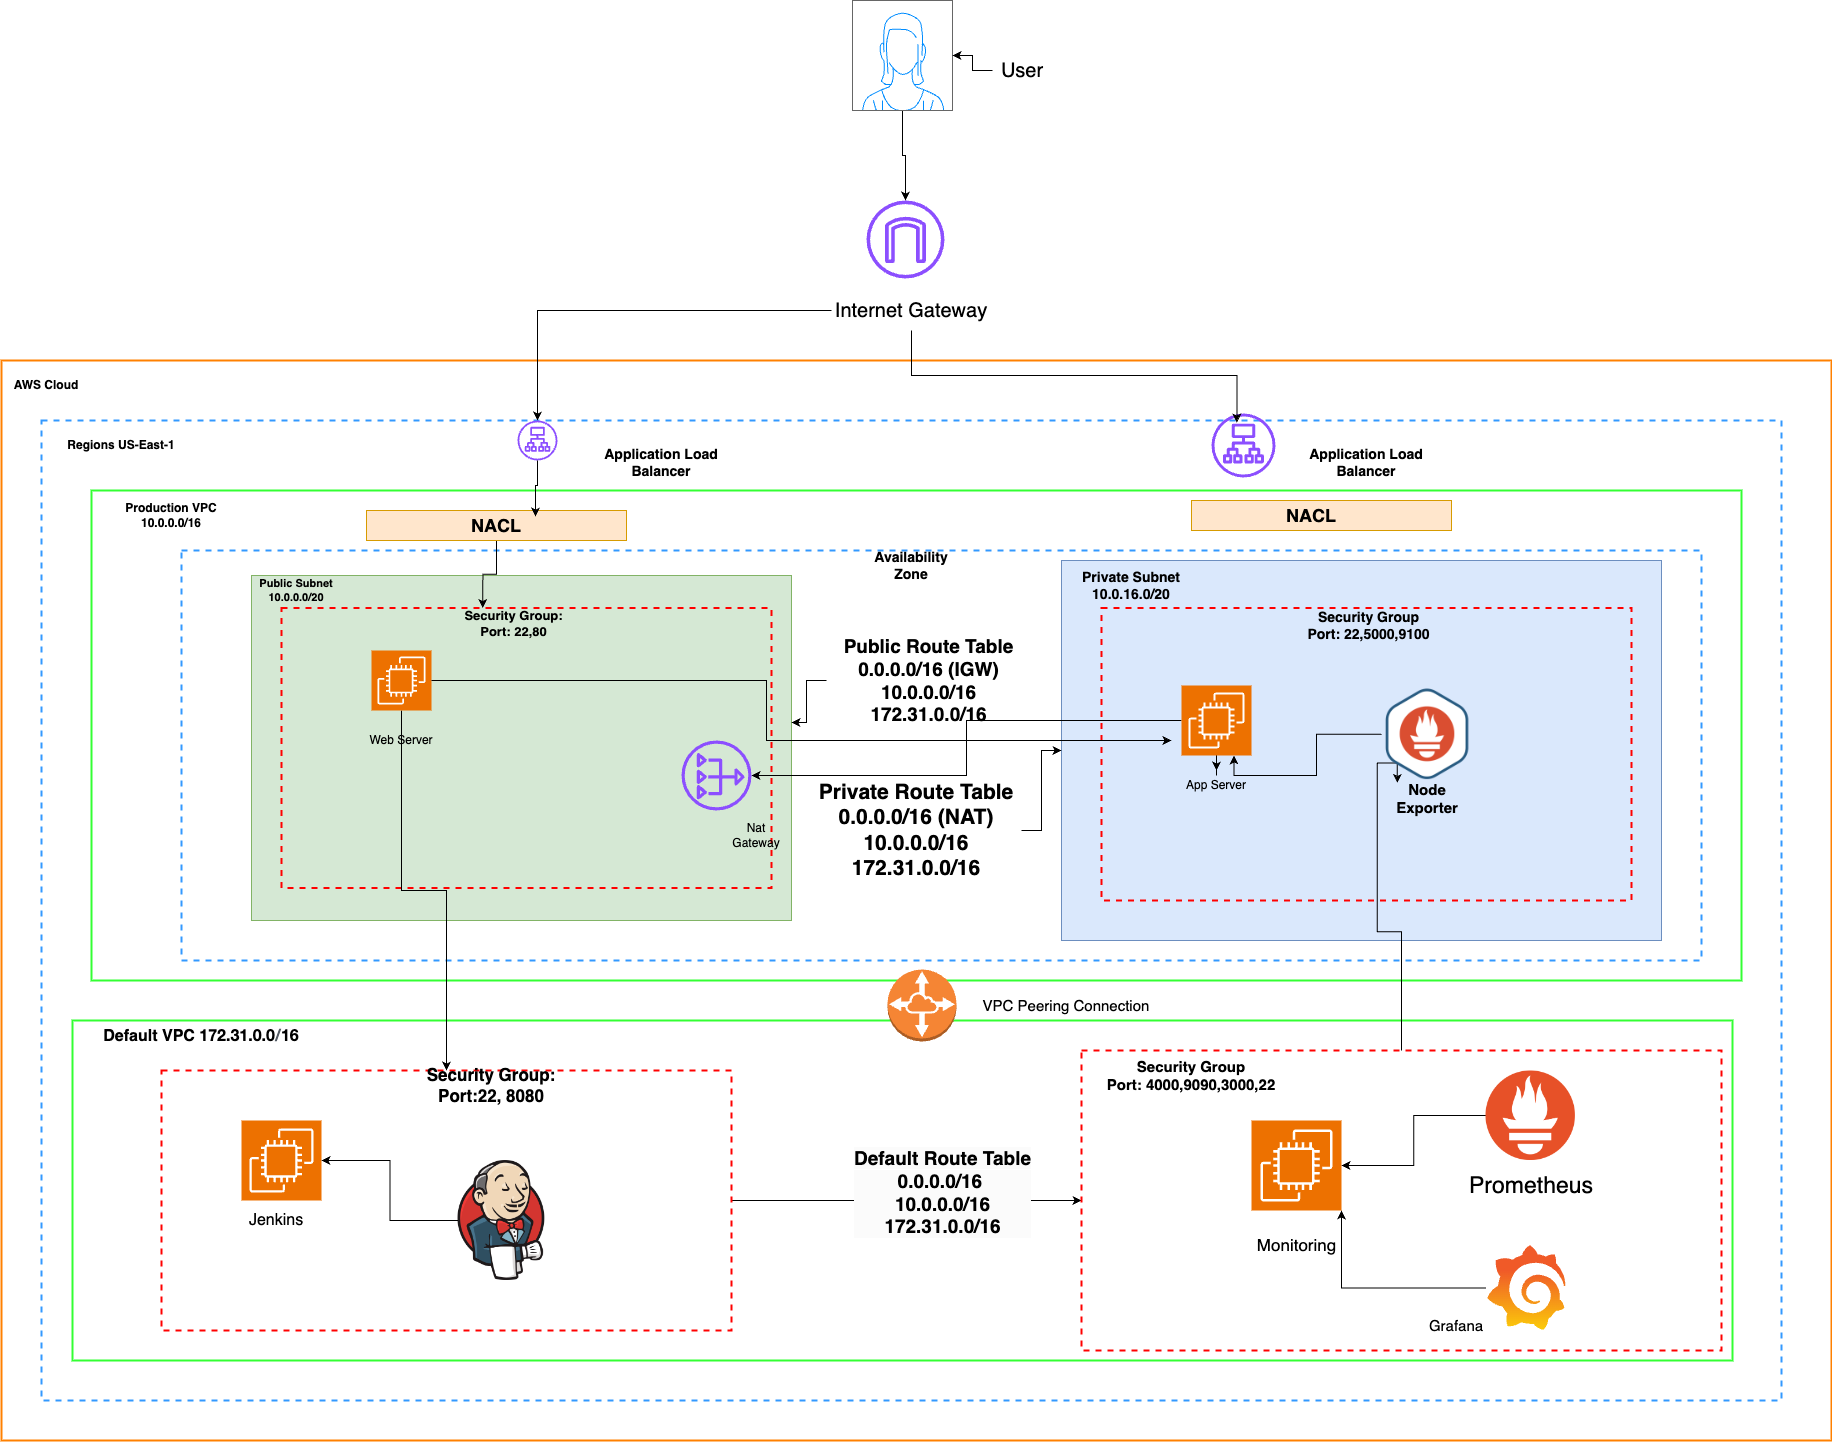 User
Internet Gateway
AWS Cloud
Regions US-East-1
Application Load
Balancer
Application Load
Balancer
Production VPC
10.0.0.0/16
NACL
NACL
Availability
Zone
Public Subnet
10.0.0.0/20
Security Group:
Port: 22,80
Web Server
Nat
Gateway
Public Route Table
0.0.0.0/16 (IGW)
10.0.0.0/16
172.31.0.0/16
Private Route Table
0.0.0.0/16 (NAT)
10.0.0.0/16
172.31.0.0/16
Private Subnet
10.0.16.0/20
Security Group
Port: 22,5000,9100
App Server
Node
Exporter
VPC Peering Connection
Default VPC 172.31.0.0/16
Security Group:
Port:22, 8080
Jenkins
Default Route Table
0.0.0.0/16
10.0.0.0/16
172.31.0.0/16
Security Group
Port: 4000,9090,3000,22
Monitoring
Prometheus
Grafana